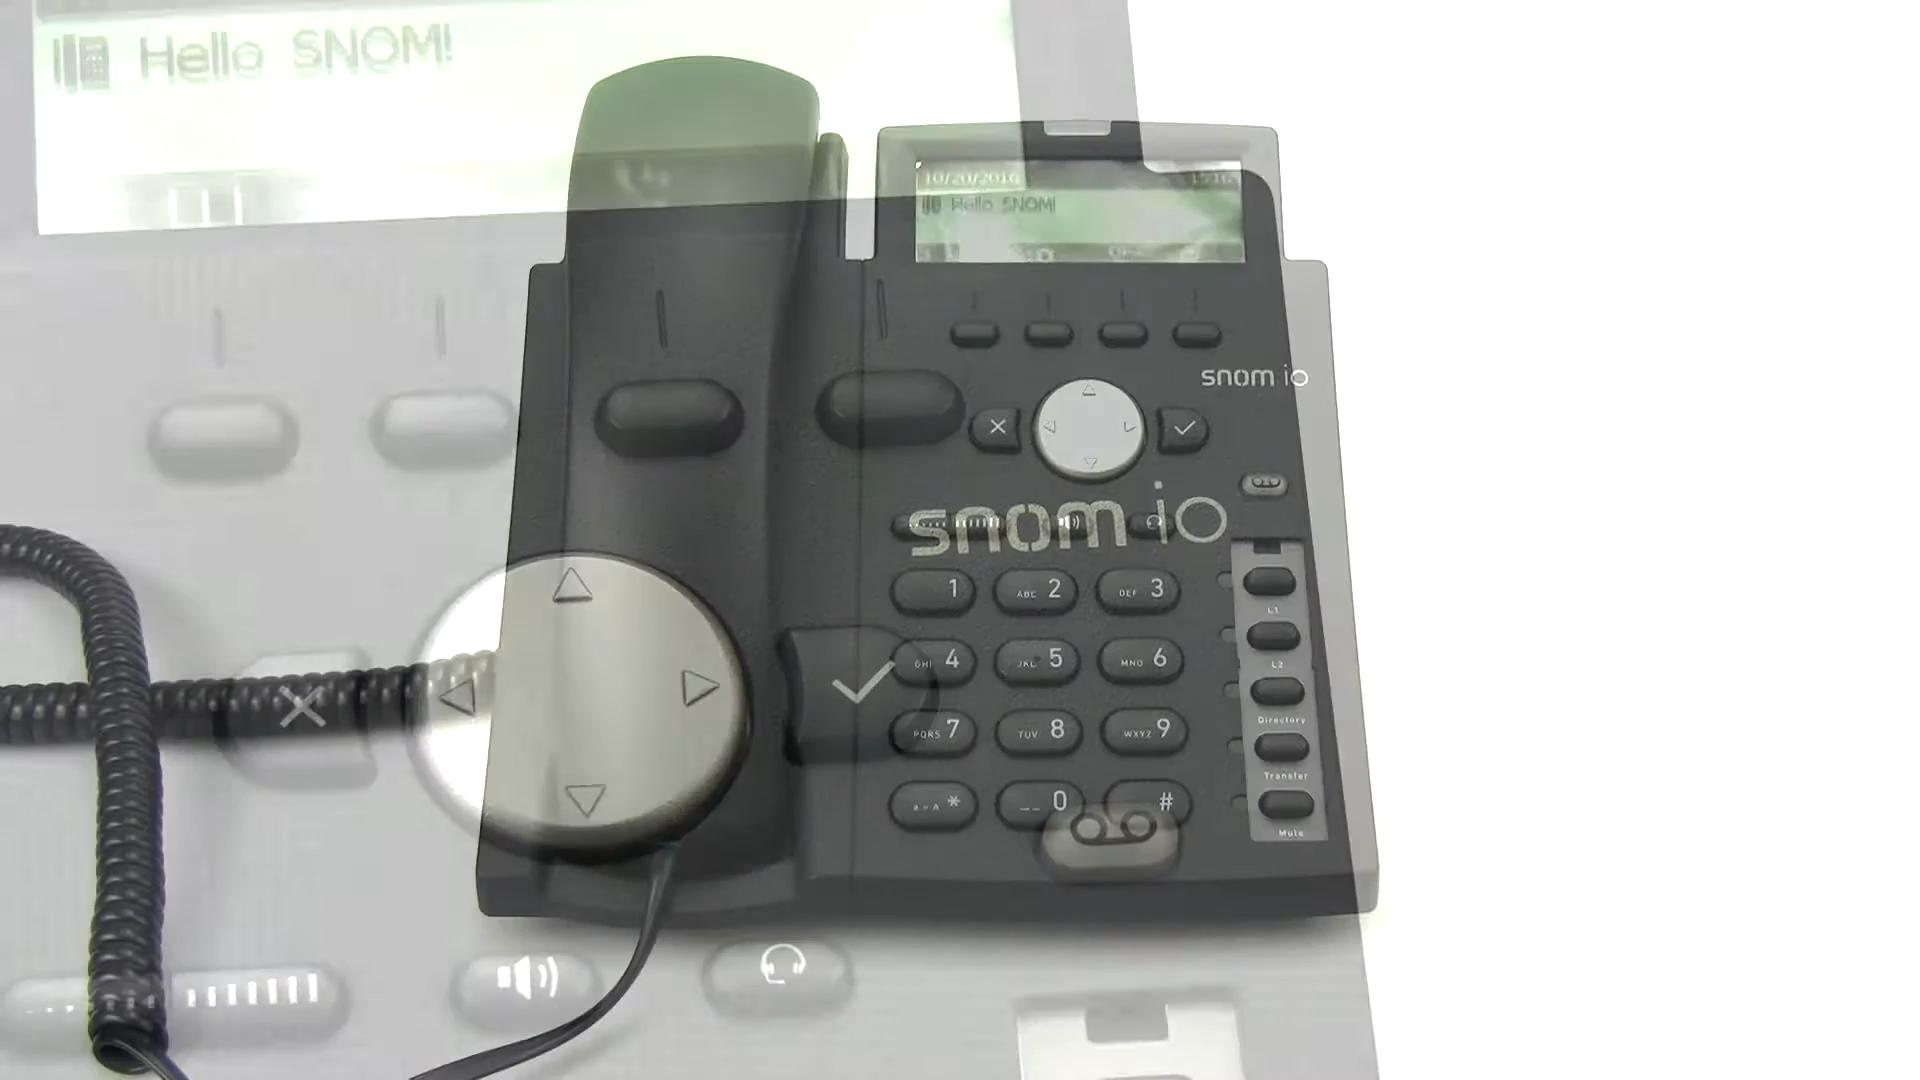 Hello SNOM!
10/20/2016
Hello SNOM!
snom io
snom io
1
ABC 2
DEF 3
GHI 4
JKL 5
MNO 6
PQRS 7
TUV 8
WXYZ 9
*
0
#
L1
L2
Directory
Transfer
Mute